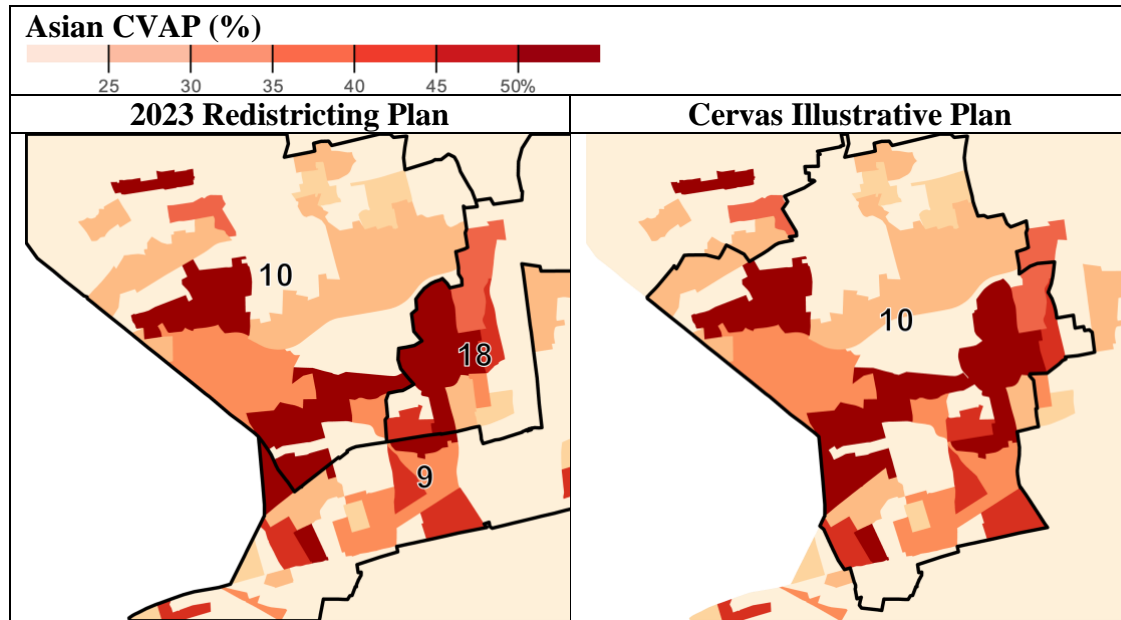 Asian CVAP (%)
25 30 35 40 45 50%
2023 Redistricting Plan
Cervas Illustrative Plan
10
18
9
10